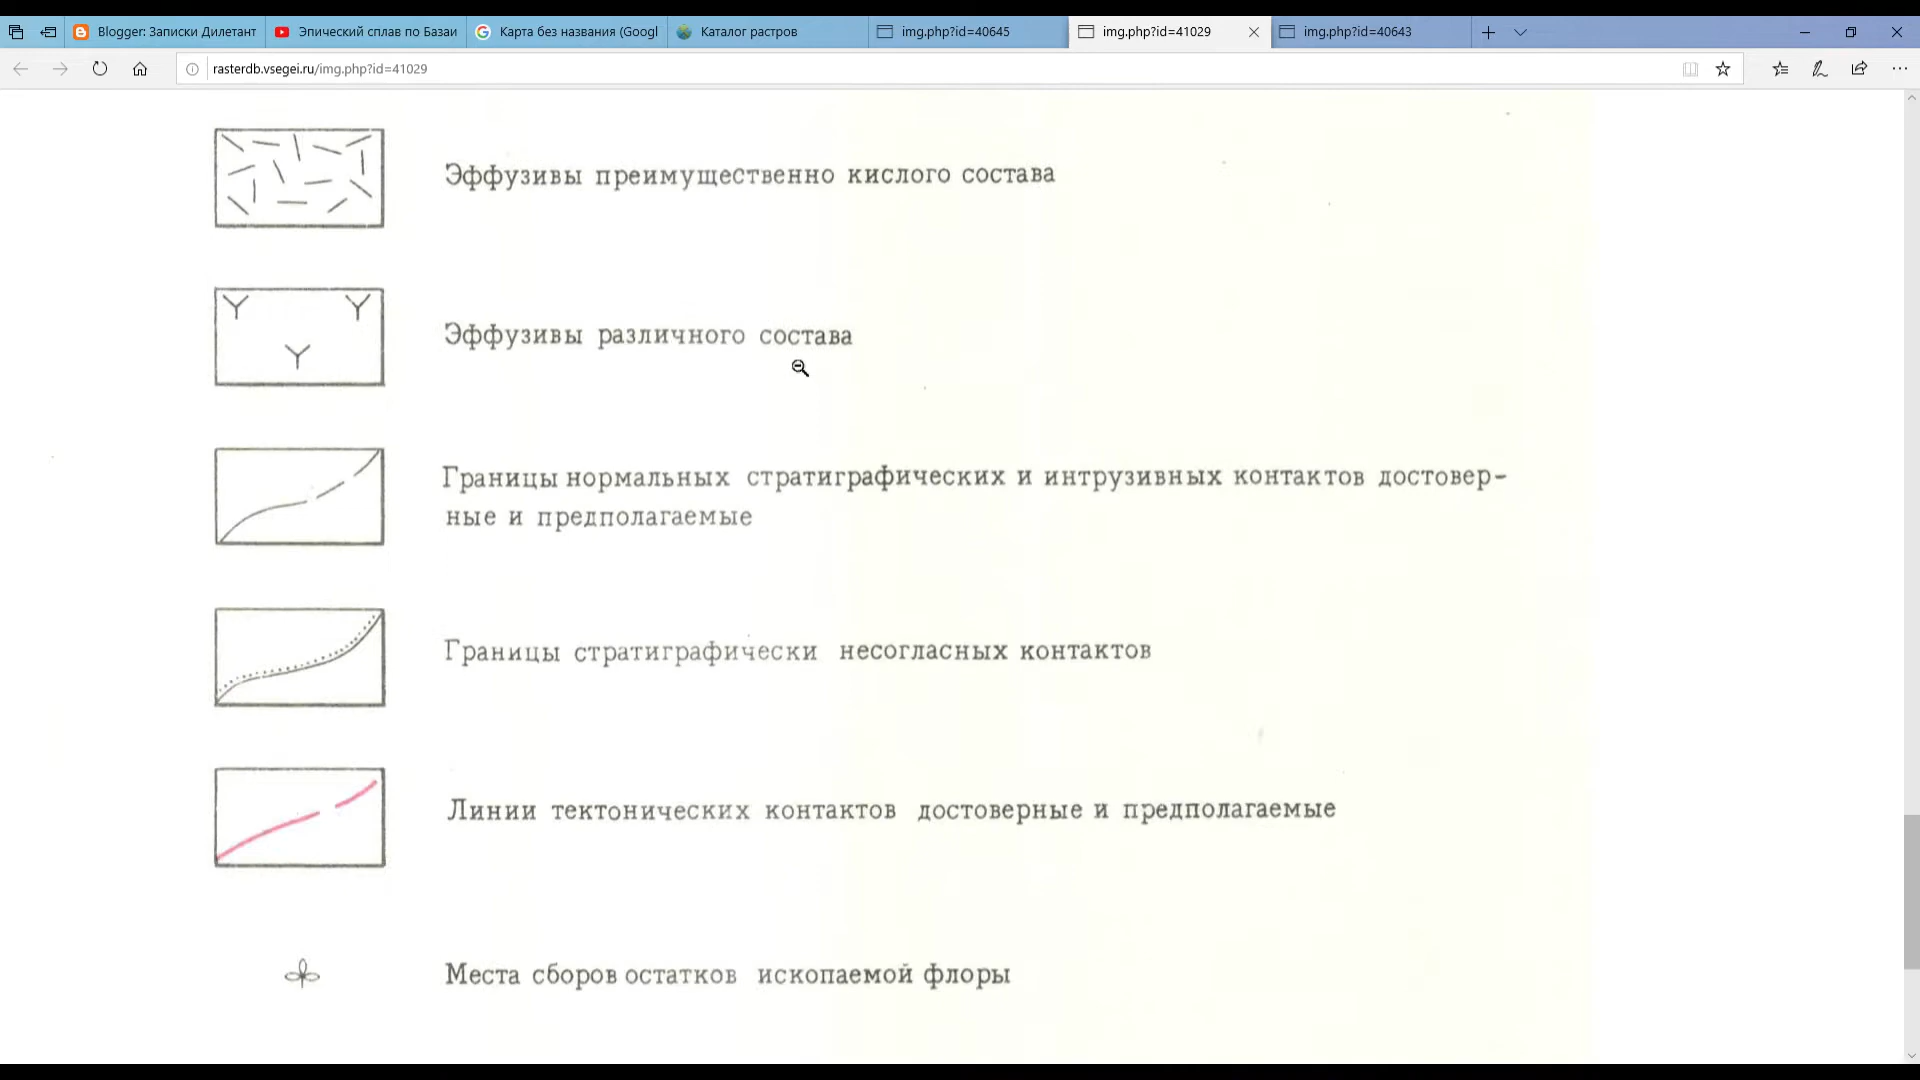 Blogger: Записки Дилетант
Эпический сплав по Базаи
Карта без названия (Googl
Каталог растров
img.php?id=40645
img.php?id=41029
img.php?id=40643
rasterdb.vsegei.ru/img.php?id=41029
Эффузивы преимущественно кислого состава
Эффузивы различного состава
Границы нормальных стратиграфических и интрузивных контактов достовер-
ные и предполагаемые
Границы стратиграфически несогласных контактов
Линии тектонических контактов достоверные и предполагаемые
Места сборов остатков ископаемой флоры